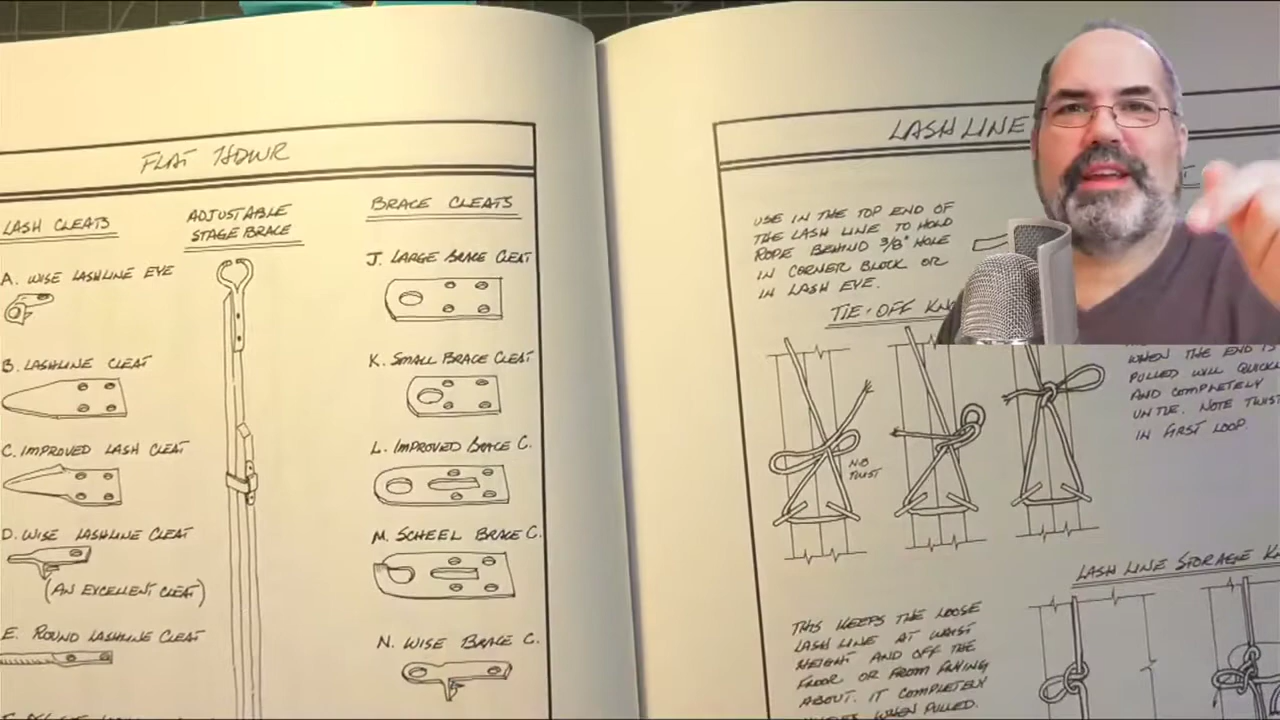 FLAT HDWR
LASH CLEATS
ADJUSTABLE
STAGE BRACE
BRACE CLEATS
A. WISE LASHLINE EYE
B. LASHLINE CLEAT
C. IMPROVED LASH CLEAT
D. WISE LASHLINE CLEAT
(AN EXCELLENT CLEAT)
E. ROUND LASHLINE CLEAT
J. LARGE BRACE CLEAT
K. SMALL BRACE CLEAT
L. IMPROVED BRACE C.
M. SCHEEL BRACE C.
N. WISE BRACE C.
LASH LINE
USE IN THE TOP END OF
THE LASH LINE TO HOLD
ROPE BEHIND 3/8" HOLE
IN CORNER BLOCK OR
IN LASH EYE.
TIE-OFF
N.B.
TWIST
WHEN THE END IS
PULLED WILL QUICKLY
AND COMPLETELY
UNTIE. NOTE TWIST
IN FIRST LOOP.
LASH LINE STORAGE
THIS KEEPS THE LOOSE
LASH LINE AT WAIST
HEIGHT AND OFF THE
FLOOR OR FROM FLYING
ABOUT. IT COMPLETELY
WHEN PULLED.